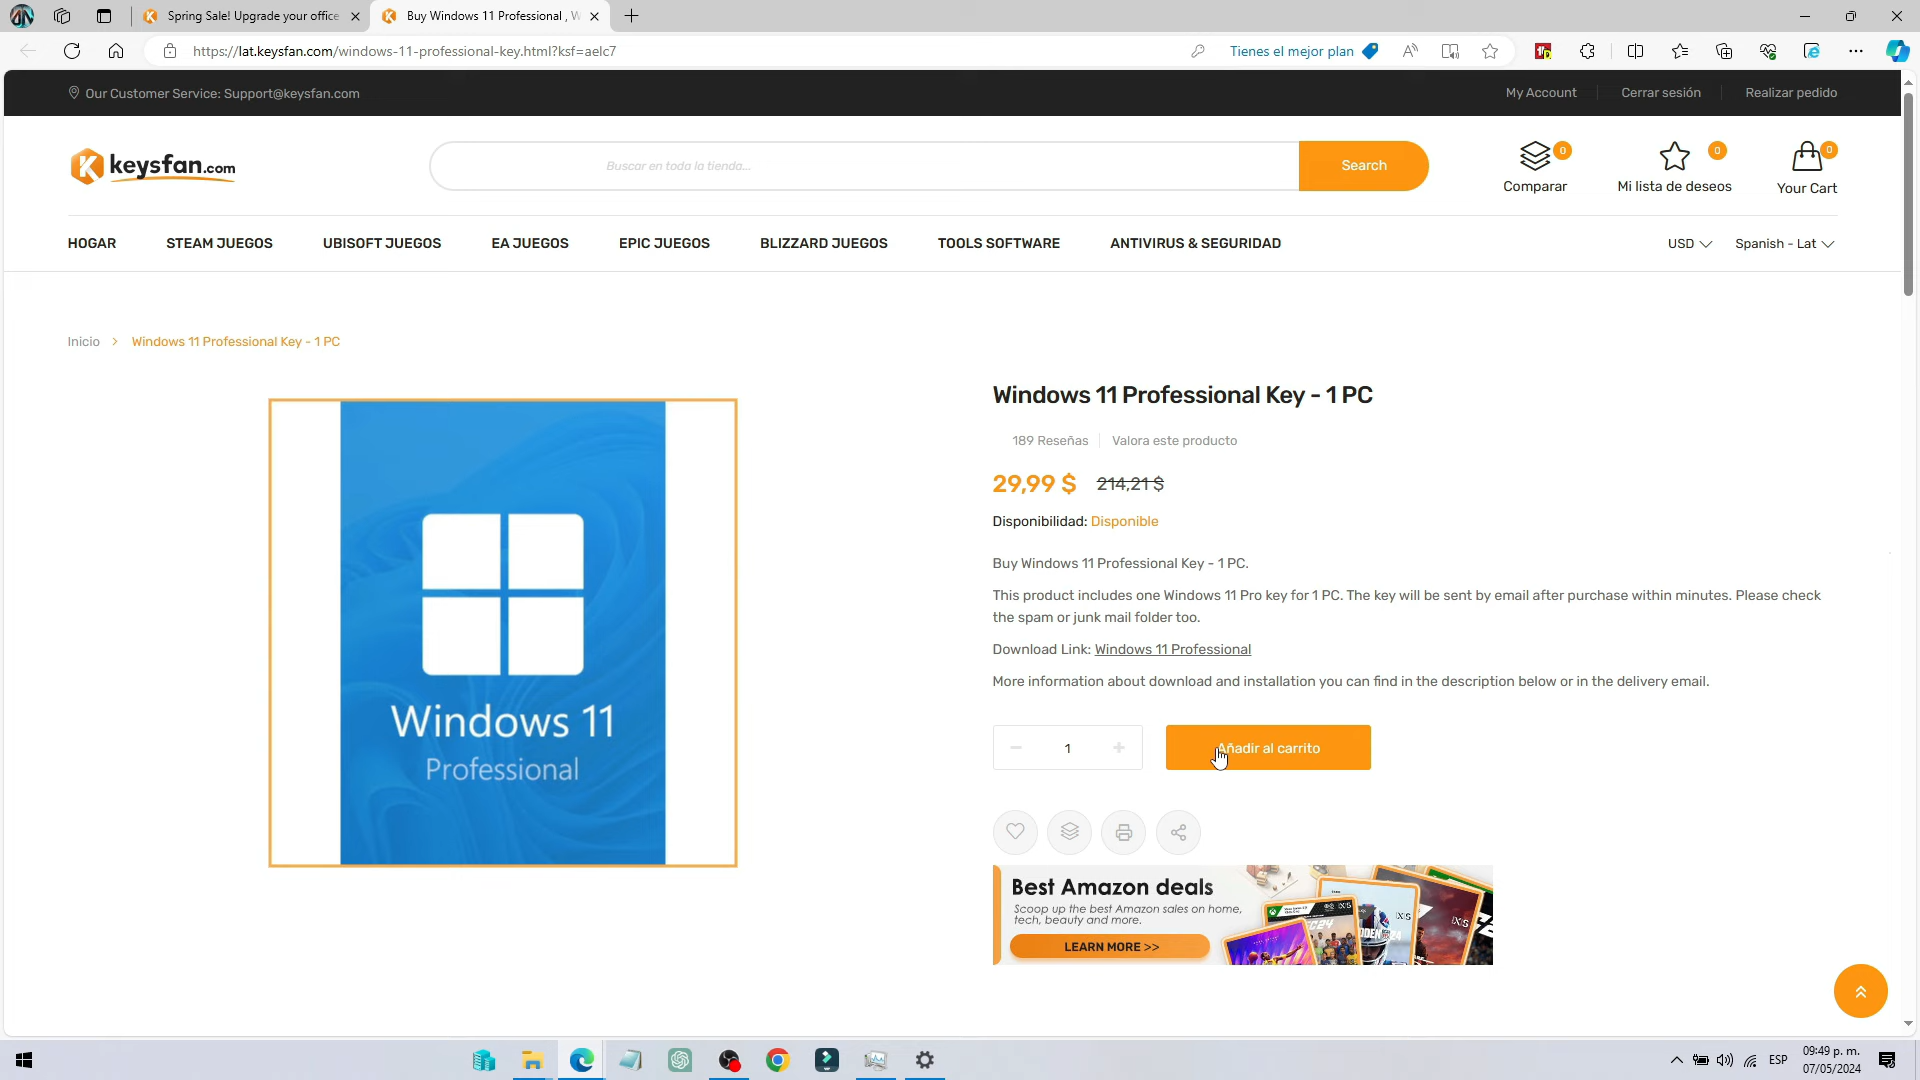 Spring Sale! Upgrade your office
Buy Windows 11 Professional , W
https://lat.keysfan.com/windows-11-professional-key.html?ksf=aelc7
Tienes el mejor plan
Our Customer Service: Support@keysfan.com
My Account
Cerrar sesión
Realizar pedido
keysfan.com
Buscar en toda la tienda...
Search
0
0
0
Comparar
Mi lista de deseos
Your Cart
HOGAR
STEAM JUEGOS
UBISOFT JUEGOS
EA JUEGOS
EPIC JUEGOS
BLIZZARD JUEGOS
TOOLS SOFTWARE
ANTIVIRUS & SEGURIDAD
USD
Spanish - Lat
Inicio > Windows 11 Professional Key - 1 PC
Windows 11
Professional
Windows 11 Professional Key - 1 PC
189 Reseñas
Valora este producto
29,99 $ 214,21 $
Disponibilidad: Disponible
Buy Windows 11 Professional Key - 1 PC.
This product includes one Windows 11 Pro key for 1 PC. The key will be sent by email after purchase within minutes. Please check
the spam or junk mail folder too.
Download Link: Windows 11 Professional
More information about download and installation you can find in the description below or in the delivery email.
1
Añadir al carrito
Best Amazon deals
Scoop up the best Amazon sales on home,
tech, beauty and more.
LEARN MORE >>
ESP
09:49 p. m.
07/05/2024